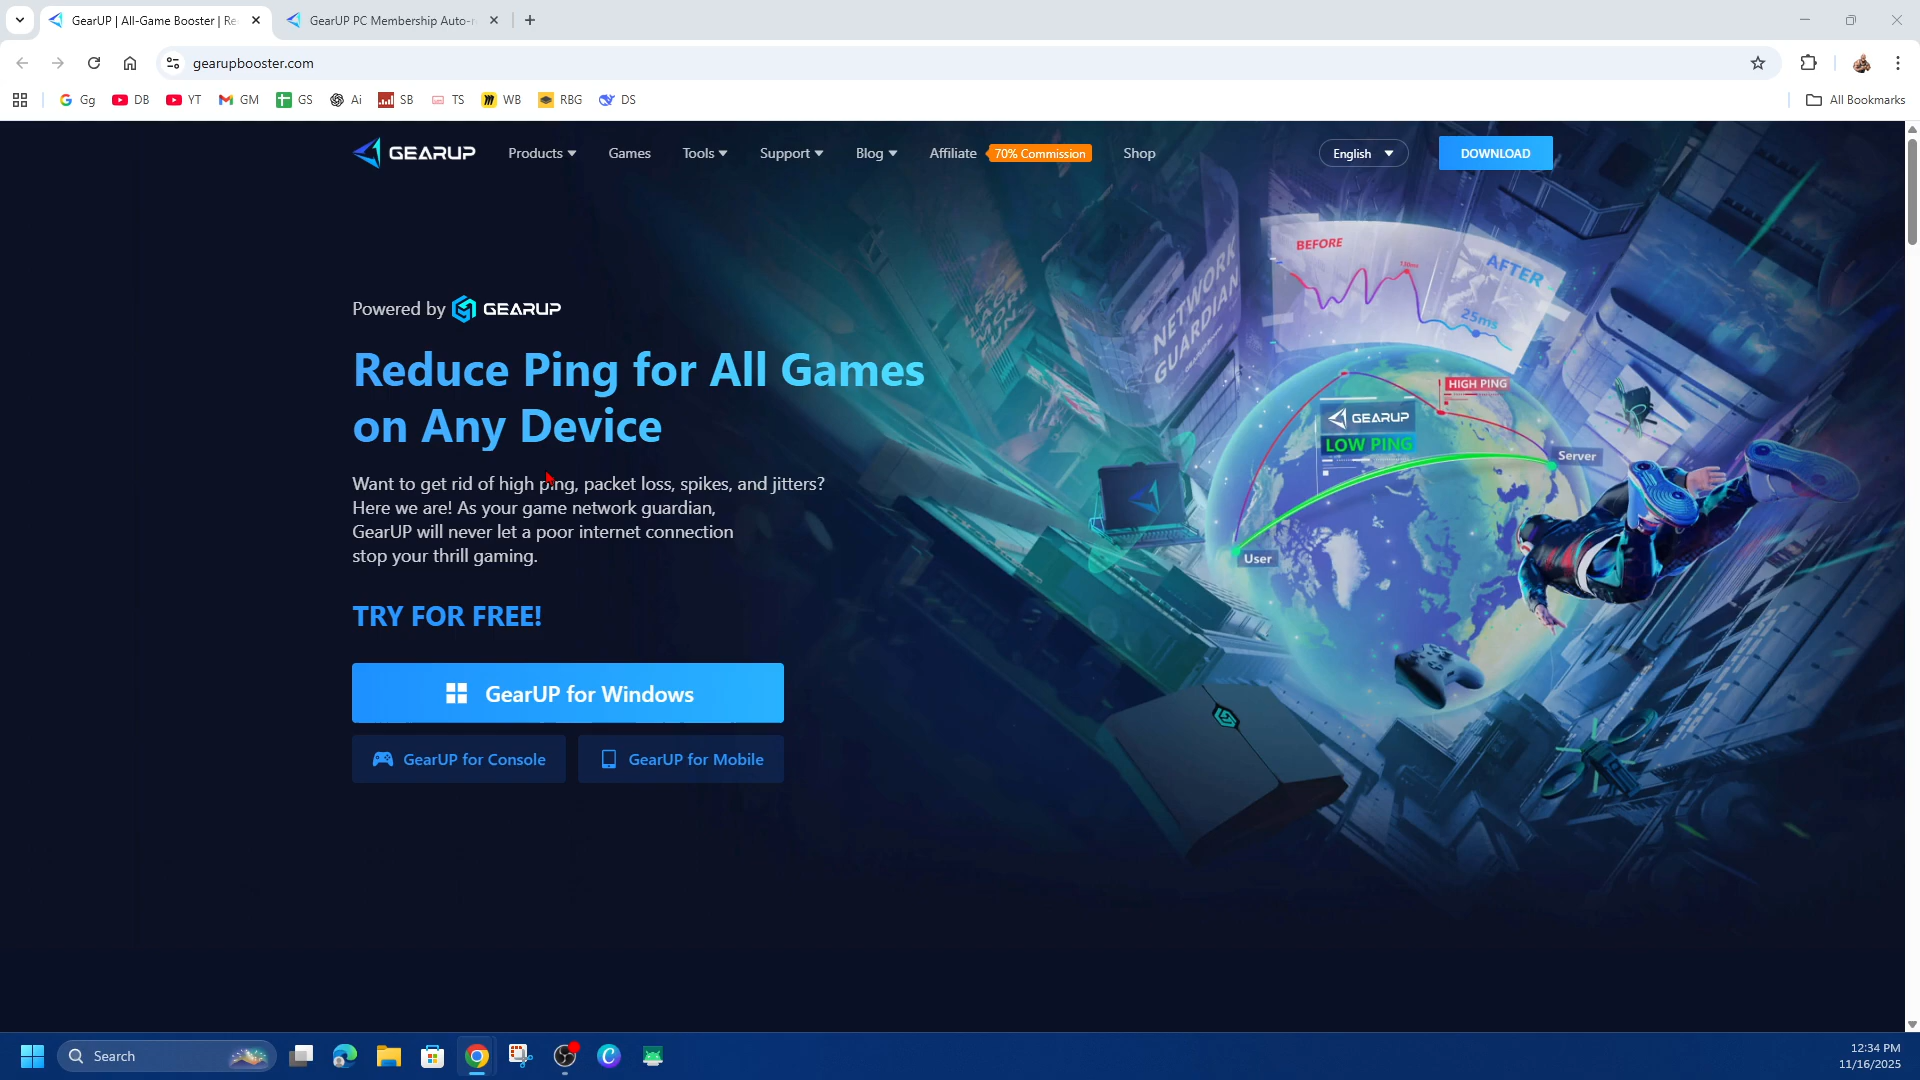 GearUP | All-Game Booster | Re
GearUP PC Membership Auto-r
gearupbooster.com
Gg
DB
YT
GM
GS
Ai
SB
TS
WB
RBG
DS
All Bookmarks
GEARUP
Products
Games
Tools
Support
Blog
Affiliate
70% Commission
Shop
English
DOWNLOAD
BEFORE
AFTER
25ms
NETWORK
GUARDIAN
Powered by GEARUP
Reduce Ping for All Games
on Any Device
HIGH PING
GEARUP
LOW PING
Server
User
Want to get rid of high ping, packet loss, spikes, and jitters?
Here we are! As your game network guardian,
GearUP will never let a poor internet connection
stop your thrill gaming.
TRY FOR FREE!
GearUP for Windows
GearUP for Console
GearUP for Mobile
Search
12:34 PM
11/16/2025